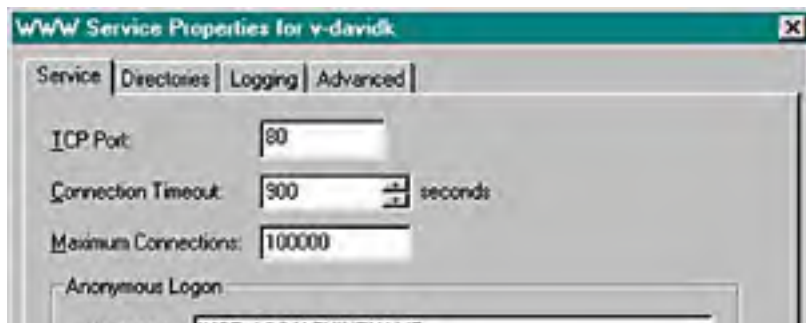 WWW Service Properties for v-davidk
Service Directories Logging Advanced
TCP Port: 80
Connection Timeout: 900 seconds
Maximum Connections: 100000
Anonymous Logon